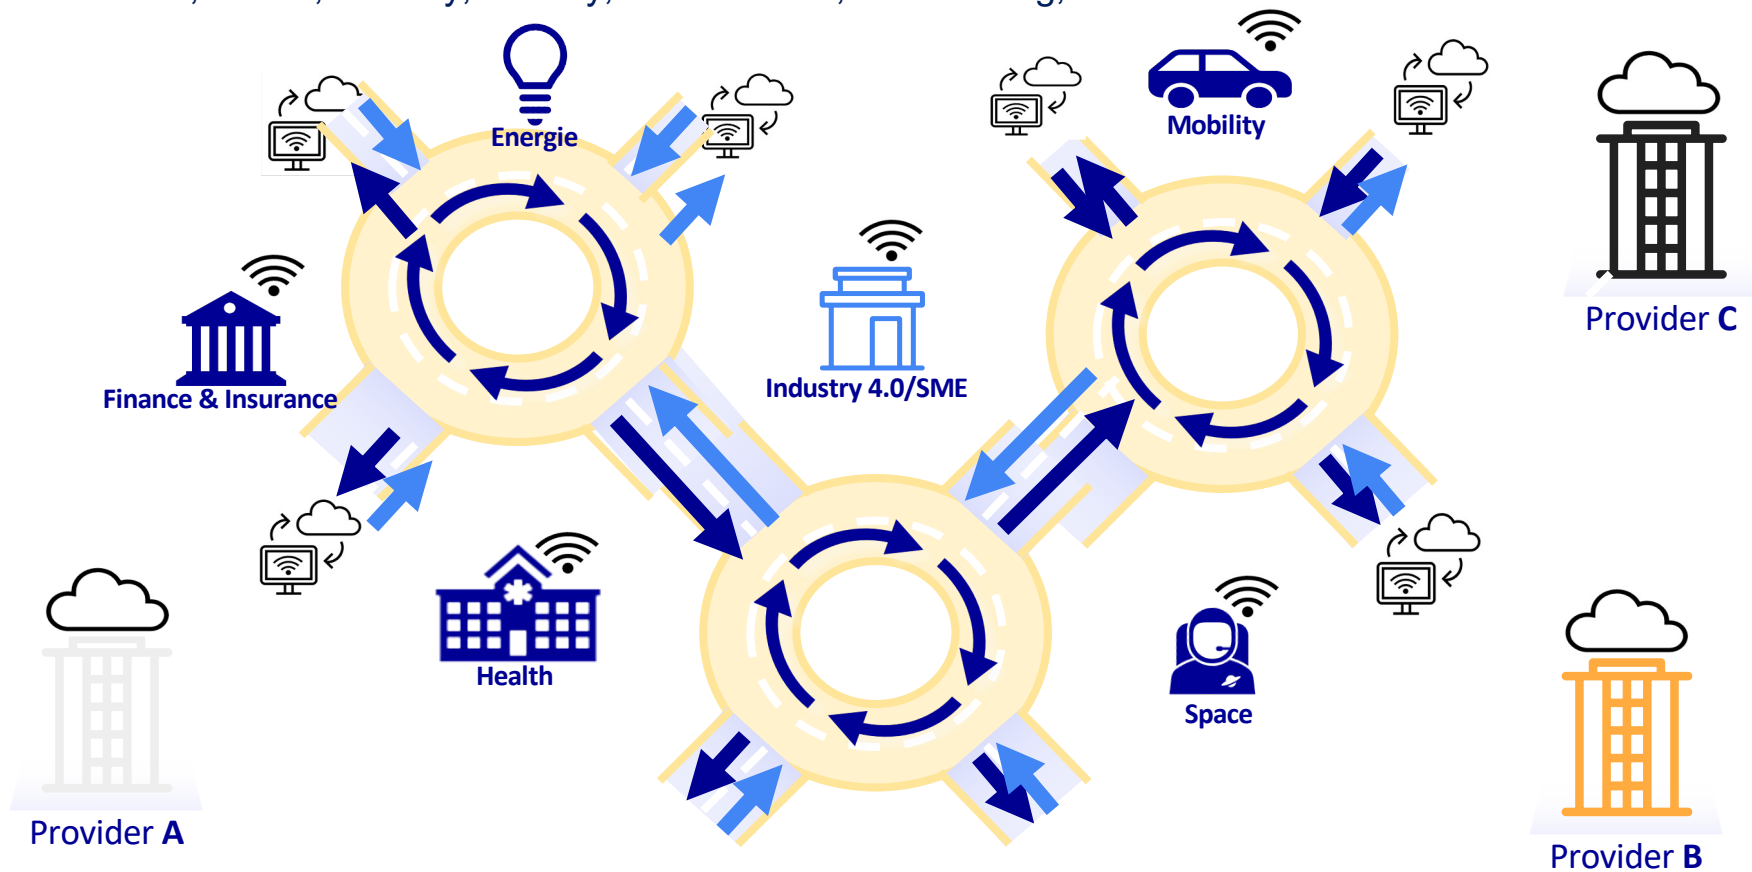 Energie
Mobility
Provider C
Finance & Insurance
Industry 4.0/SME
Health
Space
Provider A
Provider B